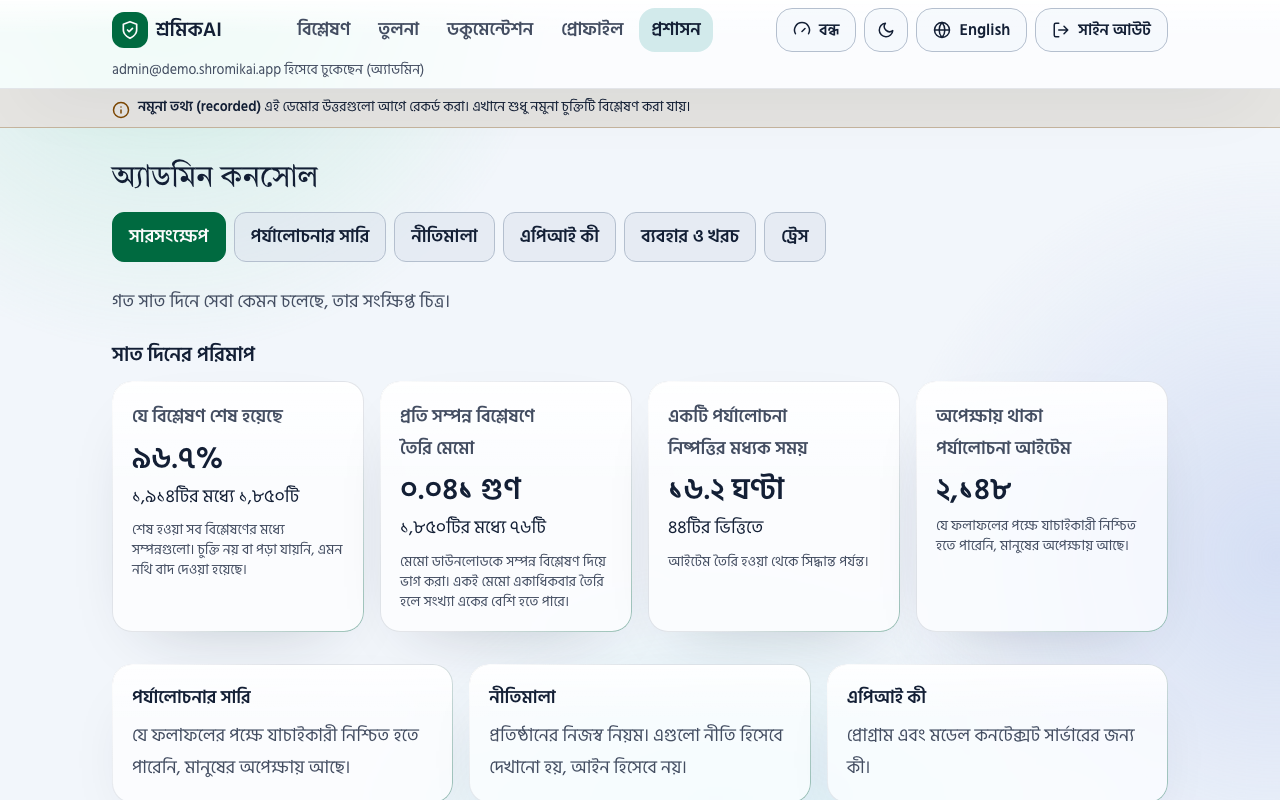 শ্রমিকAI
বিশ্লেষণ
তুলনা
ডকুমেন্টেশন
প্রোফাইল
প্রশাসন
বন্ধ
English
সাইন আউট
admin@demo.shromikai.app হিসেবে ঢুকেছেন (অ্যাডমিন)
নমুনা তথ্য (recorded) এই ডেমোর উত্তরগুলো আগে রেকর্ড করা। এখানে শুধু নমুনা চুক্তিটি বিশ্লেষণ করা যায়।
অ্যাডমিন কনসোল
সারসংক্ষেপ
পর্যালোচনার সারি
নীতিমালা
এপিআই কী
ব্যবহার ও খরচ
ট্রেস
গত সাত দিনে সেবা কেমন চলেছে, তার সংক্ষিপ্ত চিত্র।
সাত দিনের পরিমাপ
যে বিশ্লেষণ শেষ হয়েছে
৯৬.৭%
১,৯১৪টির মধ্যে ১,৮৫০টি
শেষ হওয়া সব বিশ্লেষণের মধ্যে
সম্পন্নগুলো। চুক্তি নয় বা পড়া যায়নি, এমন
নথি বাদ দেওয়া হয়েছে।
প্রতি সম্পন্ন বিশ্লেষণে
তৈরি মেমো
০.০৪১ গুণ
১,৮৫০টির মধ্যে ৭৬টি
মেমো ডাউনলোডকে সম্পন্ন বিশ্লেষণ দিয়ে
ভাগ করা। একই মেমো একাধিকবার তৈরি
হলে সংখ্যা একের বেশি হতে পারে।
একটি পর্যালোচনা
নিষ্পত্তির মধ্যক সময়
১৬.২ ঘণ্টা
৪৪টির ভিত্তিতে
আইটেম তৈরি হওয়া থেকে সিদ্ধান্ত পর্যন্ত।
অপেক্ষায় থাকা
পর্যালোচনা আইটেম
২,১৪৮
যে ফলাফলের পক্ষে যাচাইকারী নিশ্চিত
হতে পারেনি, মানুষের অপেক্ষায় আছে।
পর্যালোচনার সারি
যে ফলাফলের পক্ষে যাচাইকারী নিশ্চিত হতে
পারেনি, মানুষের অপেক্ষায় আছে।
নীতিমালা
প্রতিষ্ঠানের নিজস্ব নিয়ম। এগুলো নীতি হিসেবে
দেখানো হয়, আইন হিসেবে নয়।
এপিআই কী
প্রোগ্রাম এবং মডেল কনটেক্সট সার্ভারের জন্য
কী।